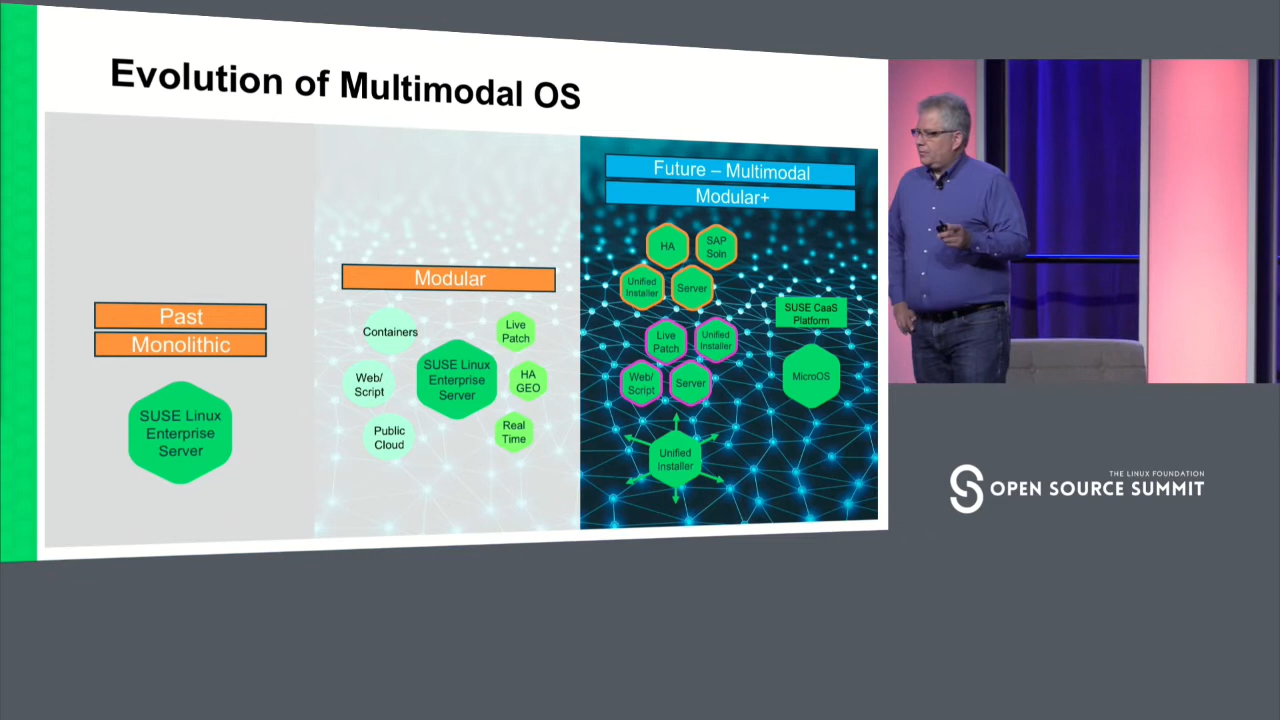 Evolution of Multimodal OS
Past
Monolithic
SUSE Linux
Enterprise
Server
Modular
Containers
Live
Patch
SUSE Linux
Enterprise
Server
Web/
Script
HA
GEO
Public
Cloud
Real
Time
Future – Multimodal
Modular+
HA
SAP
Soln
Unified
Installer
Server
Live
Patch
Unified
Installer
Web/
Script
Server
Unified
installer
SUSE CaaS
Platform
MicroOS
THE LINUX FOUNDATION
OPEN SOURCE SUMMIT